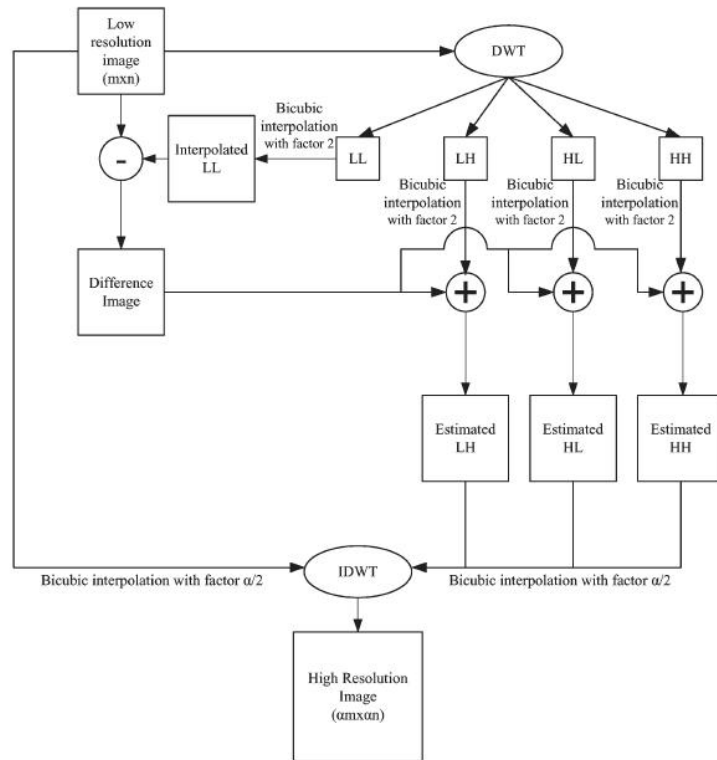 Low
resolution
image
(mxn)
DWT
Bicubic
interpolation
with factor 2
-
Interpolated
LL
LL
LH
HL
HH
Bicubic
interpolation
with factor 2
Bicubic
interpolation
with factor 2
Bicubic
interpolation
with factor 2
Difference
Image
+
+
+
Estimated
LH
Estimated
HL
Estimated
HH
IDWT
Bicubic interpolation with factor α/2
Bicubic interpolation with factor α/2
High Resolution
Image
(αmxαn)